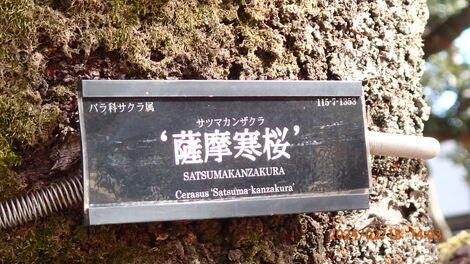 バラ科サクラ属 115-7-1353
サツマカンザクラ
‘薩摩寒桜’
SATSUMAKANZAKURA
Cerasus 'Satsuma-kanzakura'